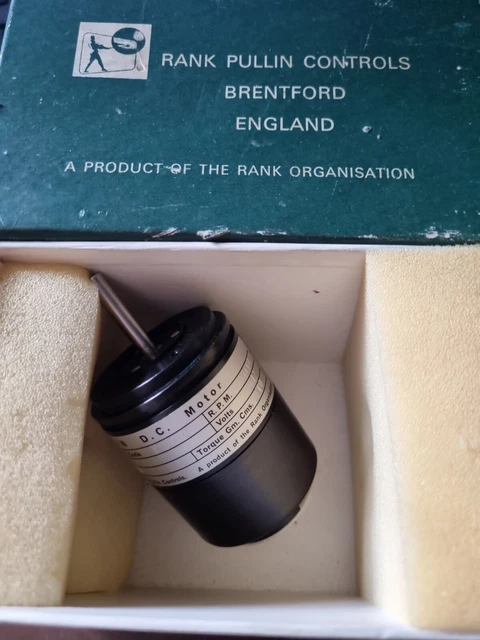 RANK PULLIN CONTROLS
BRENTFORD
ENGLAND
A PRODUCT OF THE RANK ORGANISATION
D.C. Motor
R.P.M.
Volts
Torque Gm. Cms.
A product of the Rank
Controls.